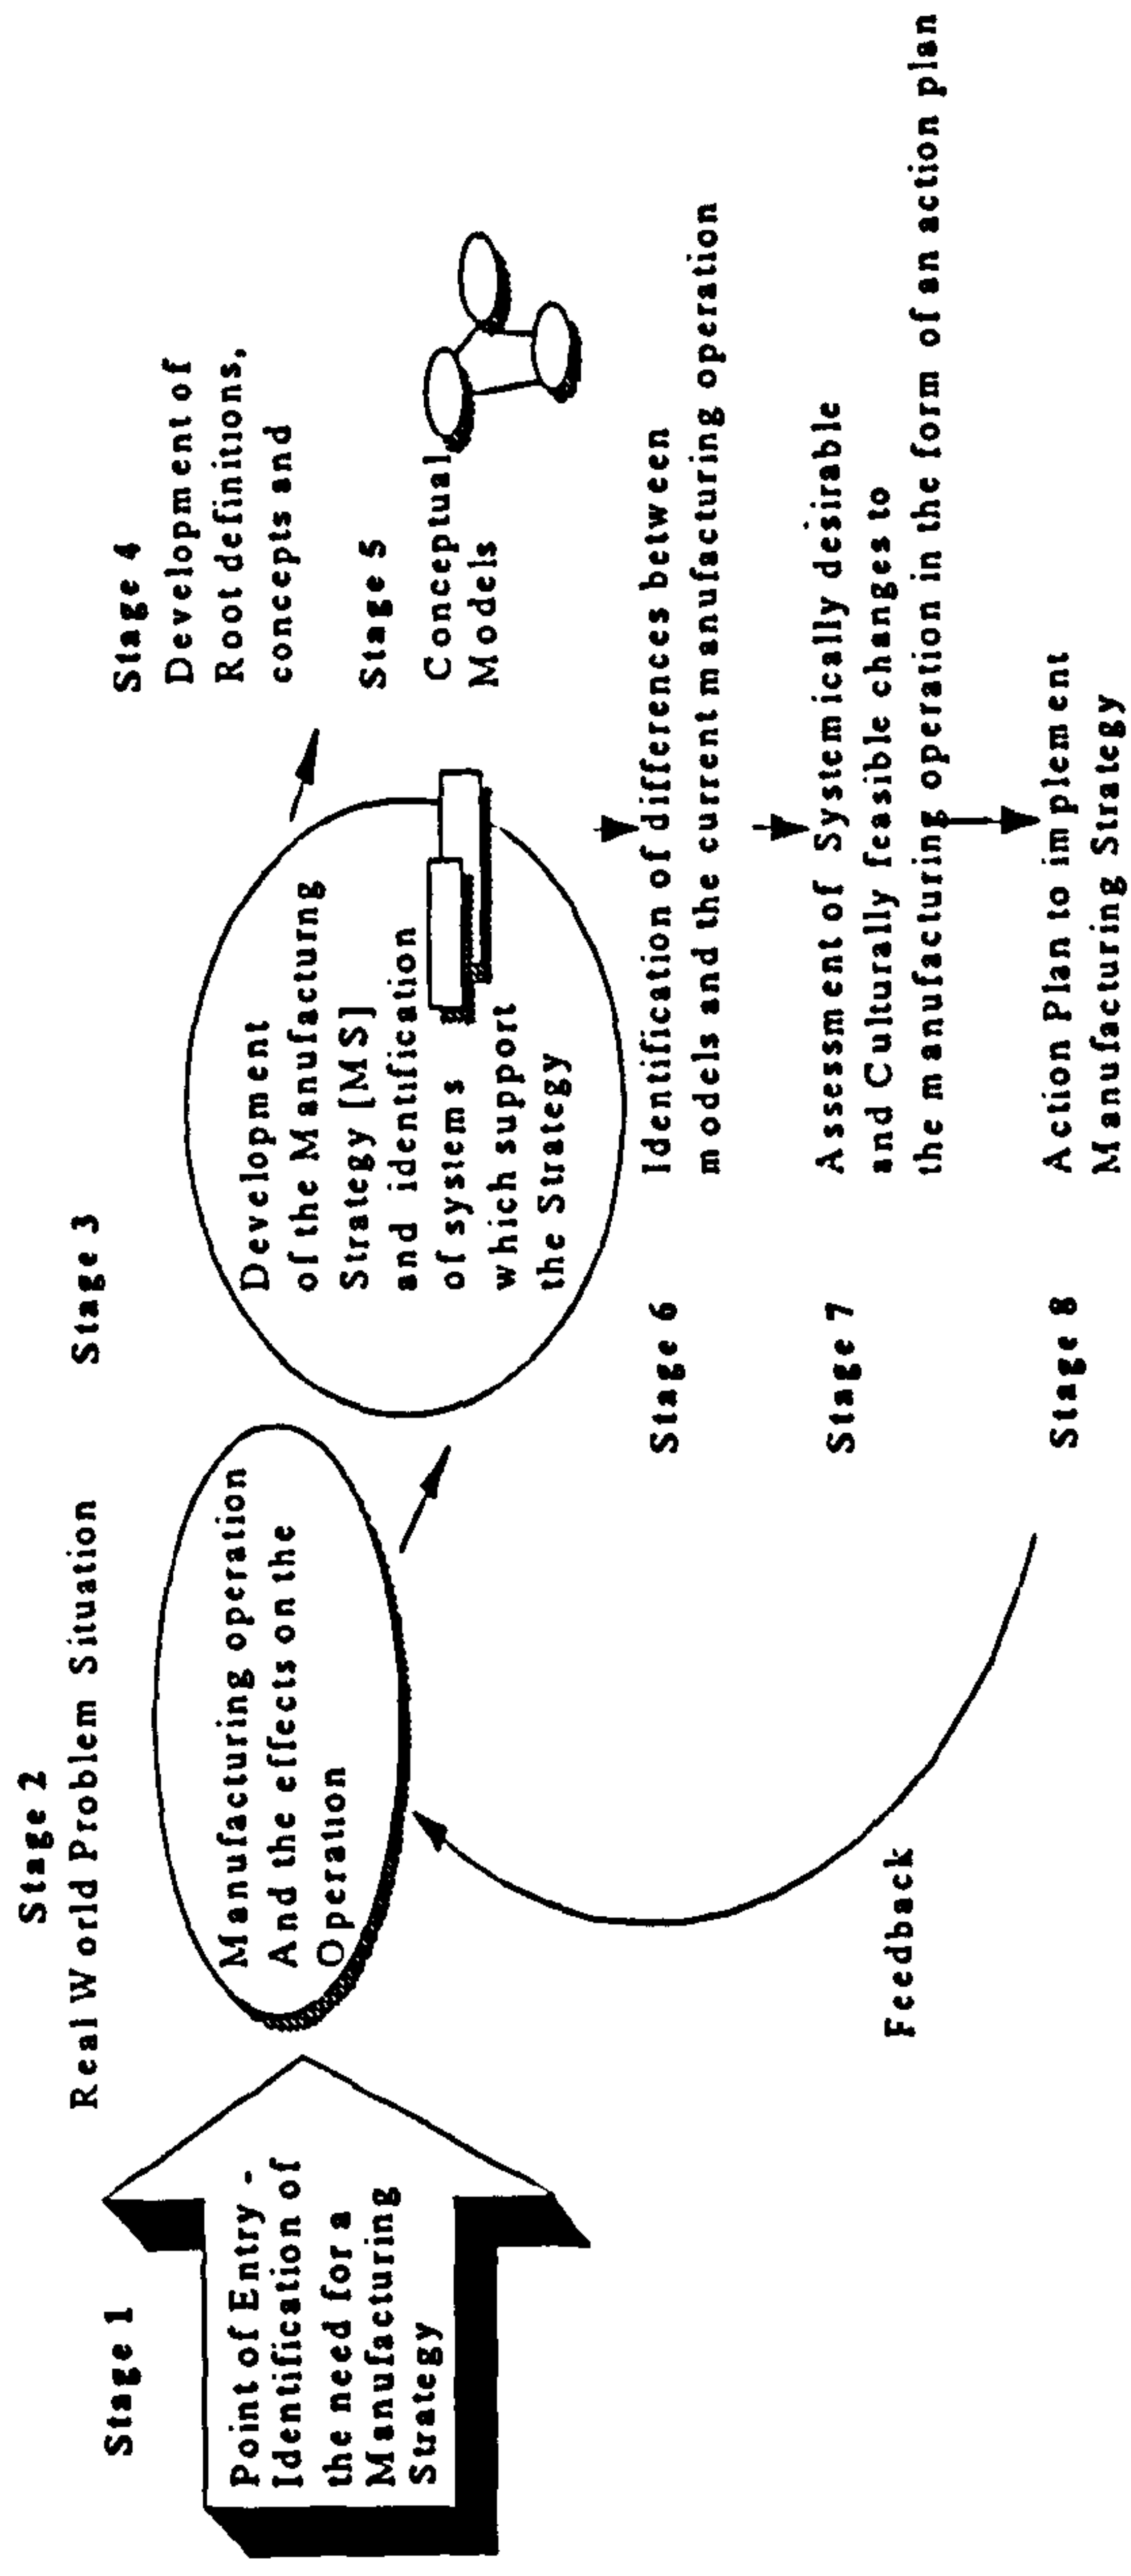 Stage 1
Point of Entry -
Identification of
the need for a
Manufacturing
Strategy
Stage 2
Real World Problem Situation
Manufacturing operation
And the effects on the
Operation
Stage 3
Development
of the Manufacturng
Strategy [MS]
and identification
of systems
which support
the Strategy
Stage 4
Development of
Root definitions,
concepts and
Stage 5
Conceptual
Models
Stage 6
Identification of differences between
models and the current manufacturing operation
Stage 7
Assessment of Systemically desirable
and Culturally feasible changes to
the manufacturing operation in the form of an action plan
Stage 8
Action Plan to implement
Manufacturing Strategy
Feedback